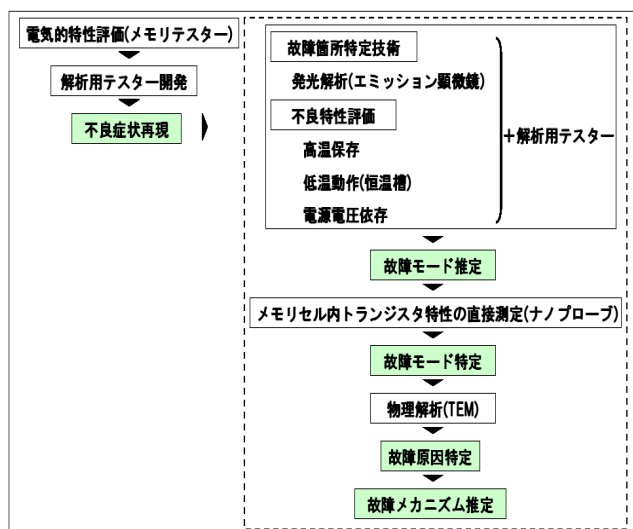 電気的特性評価(メモリテスター)
解析用テスター開発
不良症状再現
故障箇所特定技術
発光解析(エミッション顕微鏡)
不良特性評価
高温保存
低温動作(恒温槽)
電源電圧依存
+解析用テスター
故障モード推定
メモリセル内トランジスタ特性の直接測定(ナノプローブ)
故障モード特定
物理解析(TEM)
故障原因特定
故障メカニズム推定